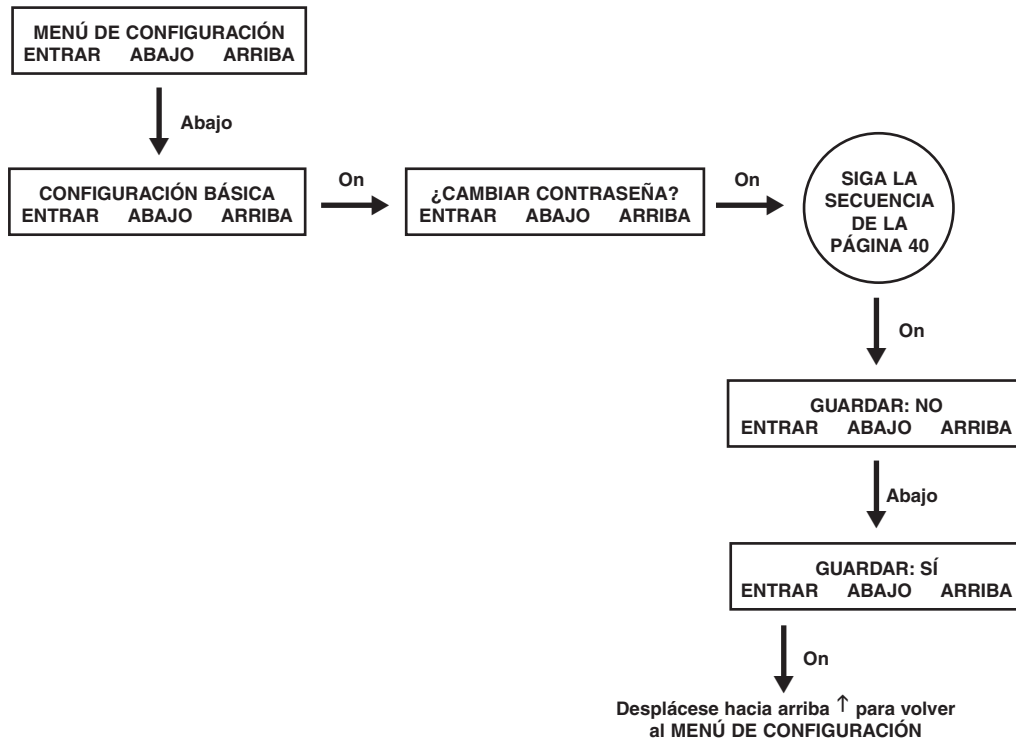 MENÚ DE CONFIGURACIÓN
ENTRAR ABAJO ARRIBA
Abajo
CONFIGURACIÓN BÁSICA
ENTRAR ABAJO ARRIBA
On
¿CAMBIAR CONTRASEÑA?
ENTRAR ABAJO ARRIBA
On
SIGA LA
SECUENCIA
DE LA
PÁGINA 40
On
GUARDAR: NO
ENTRAR ABAJO ARRIBA
Abajo
GUARDAR: SÍ
ENTRAR ABAJO ARRIBA
On
Desplácese hacia arriba ↑ para volver
al MENÚ DE CONFIGURACIÓN